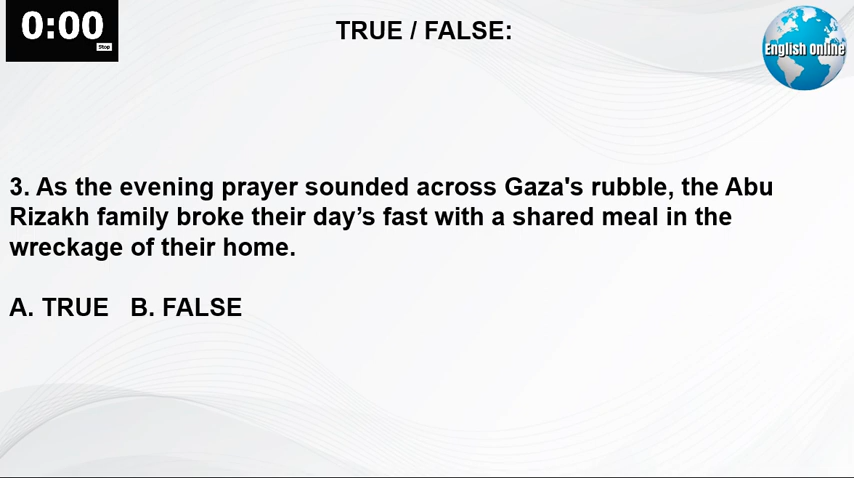 0:00
Stop
TRUE / FALSE:
English Online
3. As the evening prayer sounded across Gaza's rubble, the Abu
Rizakh family broke their day’s fast with a shared meal in the
wreckage of their home.
A. TRUE   B. FALSE